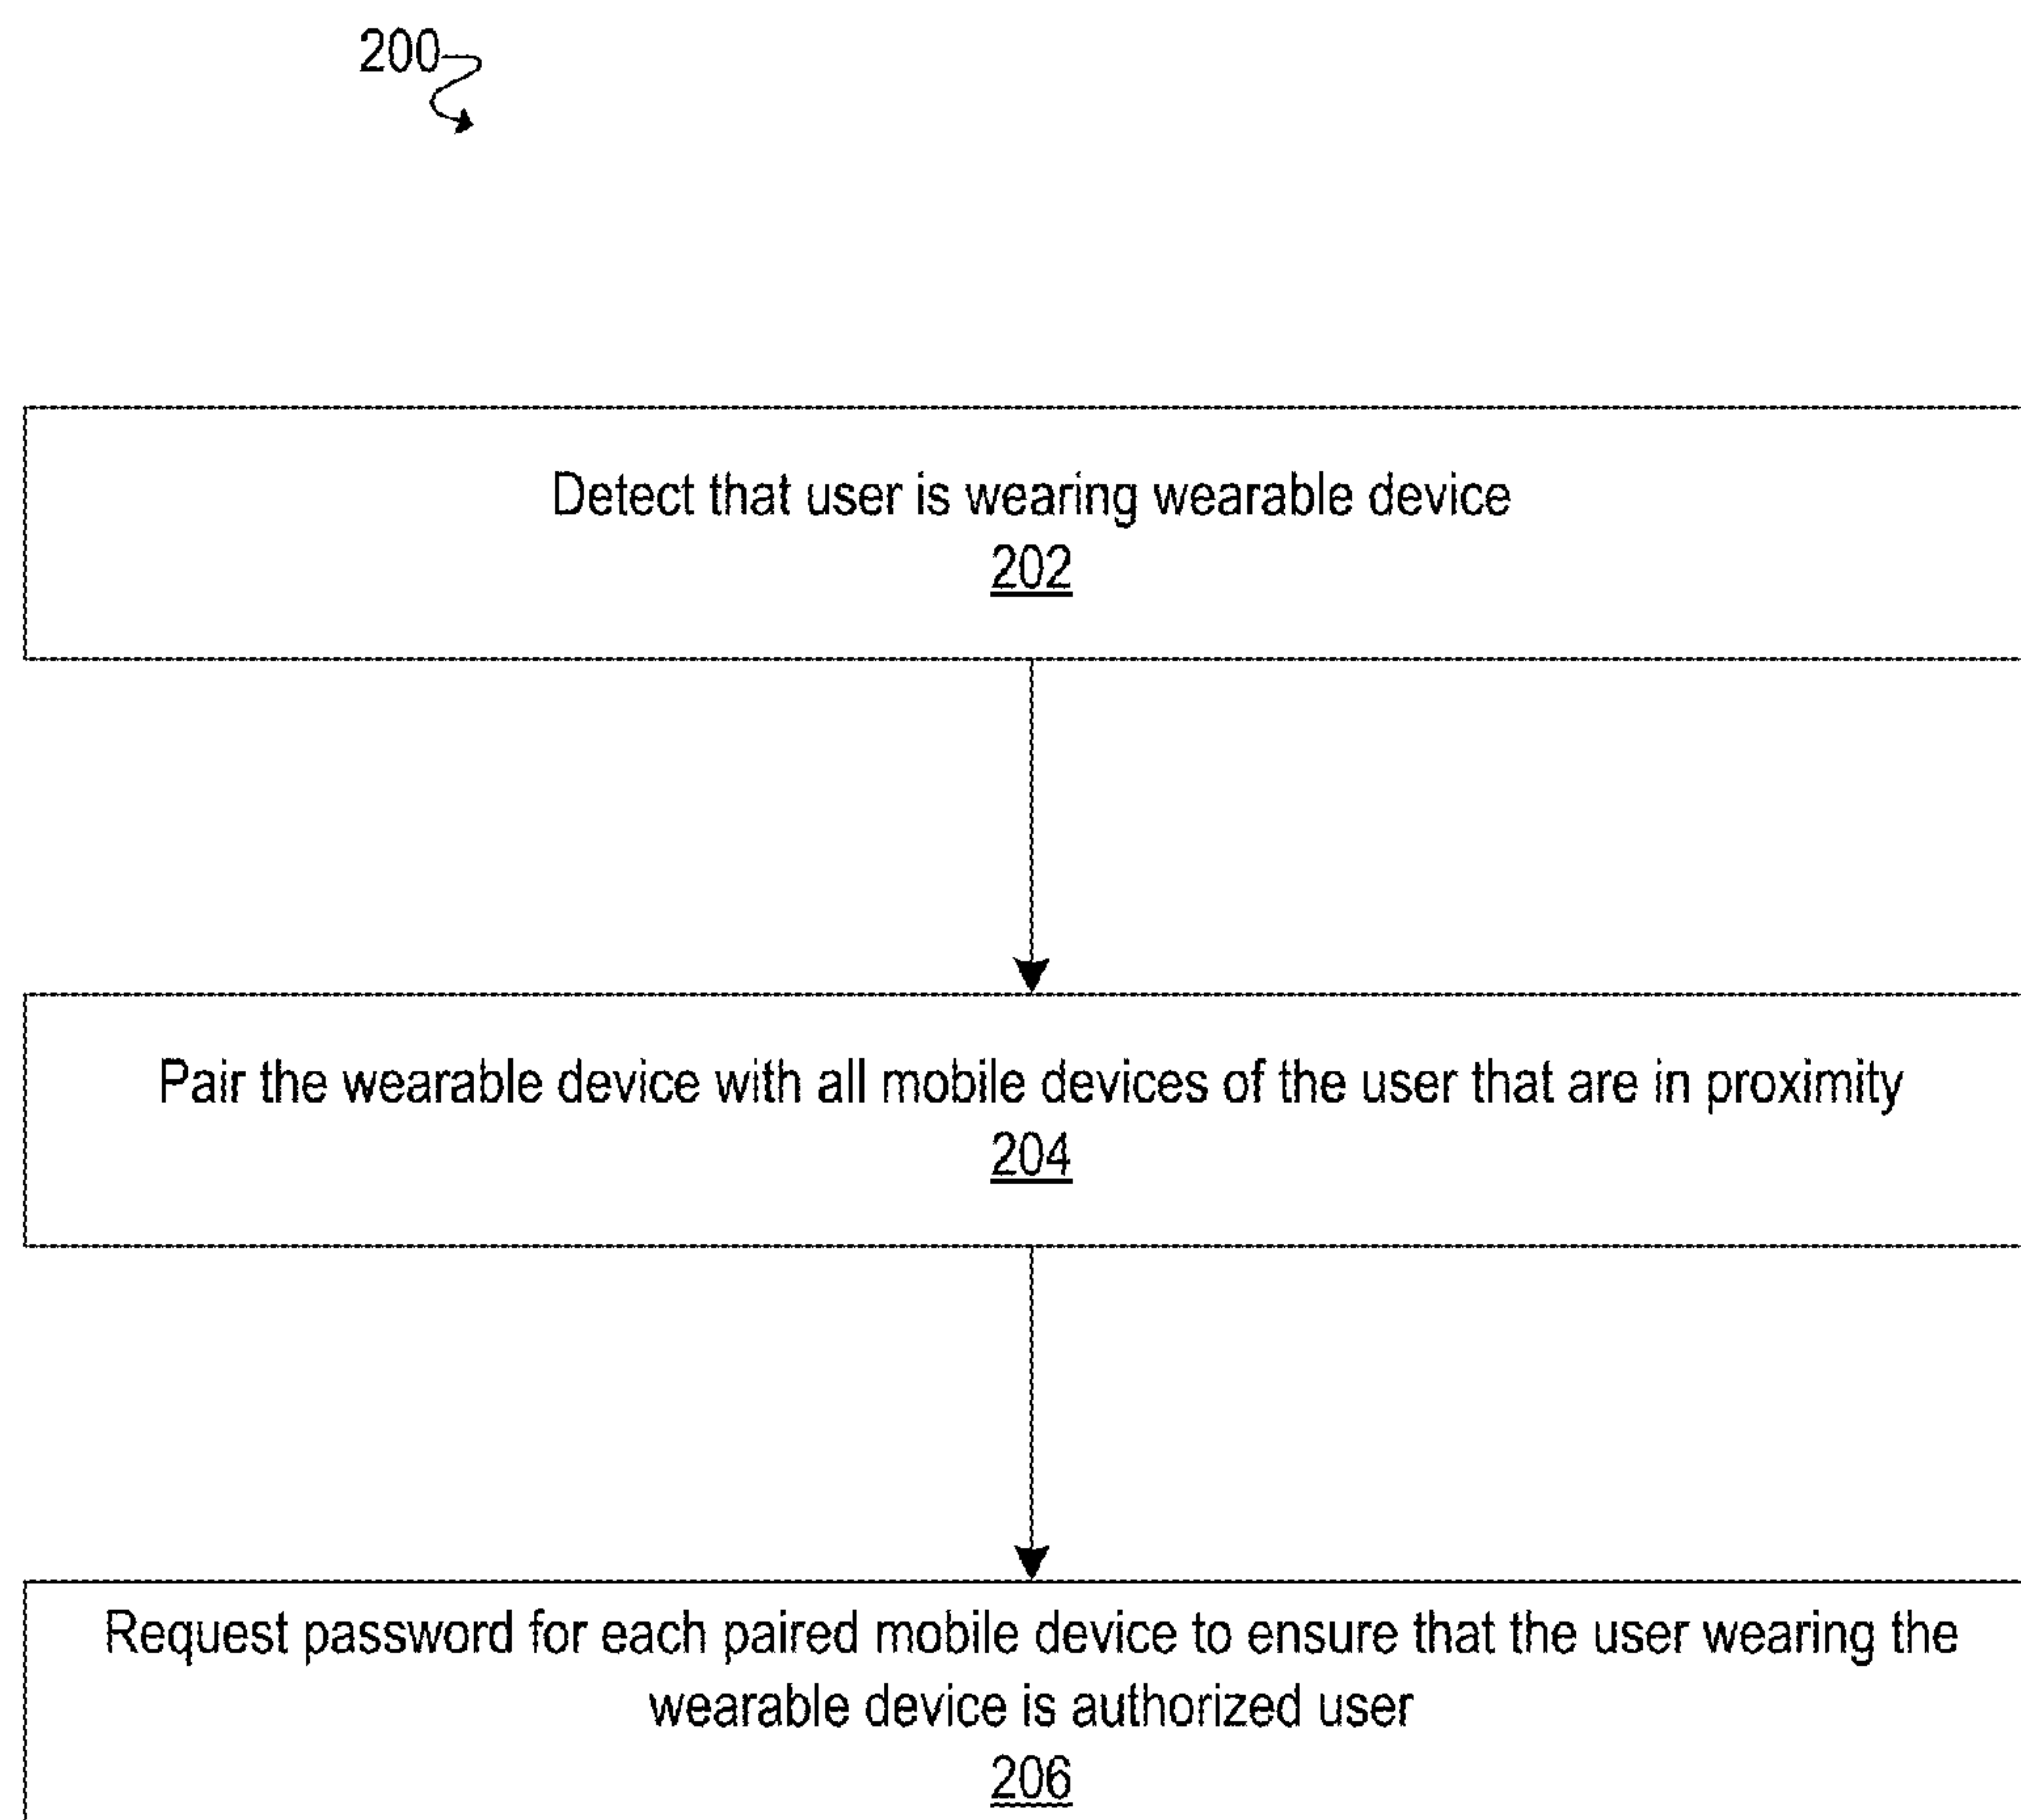 200
Detect that user is wearing wearable device
202
Pair the wearable device with all mobile devices of the user that are in proximity
204
Request password for each paired mobile device to ensure that the user wearing the
wearable device is authorized user
206